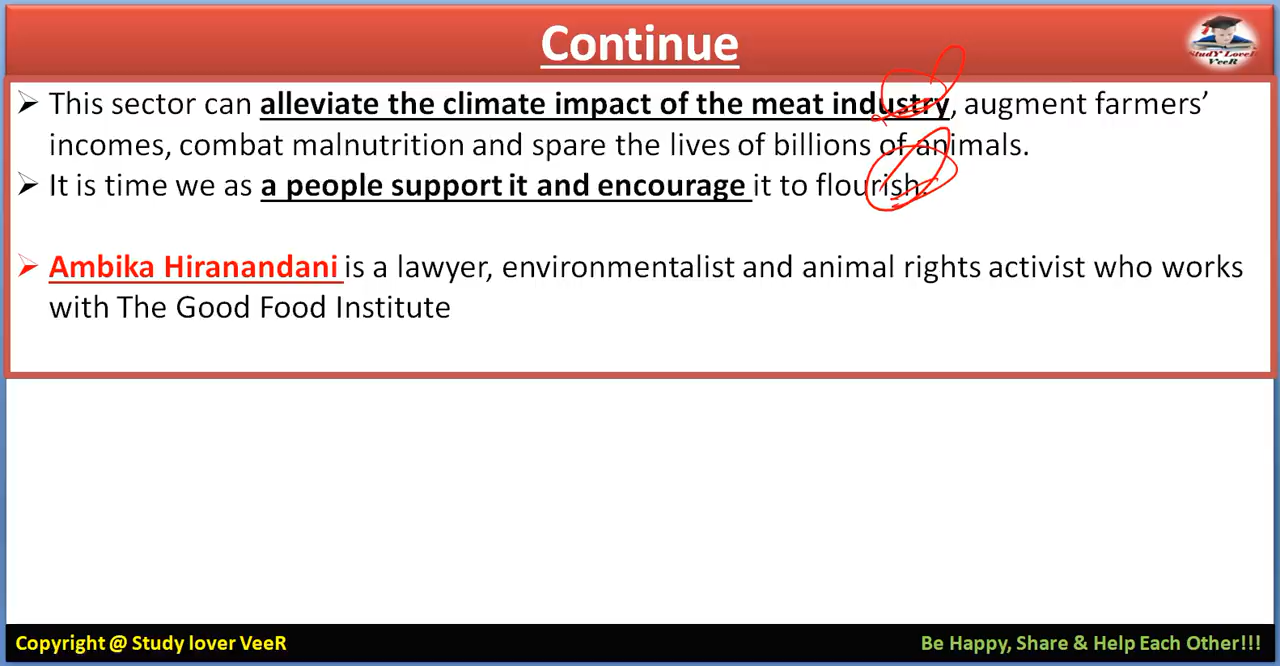 Continue
StudY LoveR
VeeR
➢ This sector can alleviate the climate impact of the meat industry, augment farmers’
incomes, combat malnutrition and spare the lives of billions of animals.
➢ It is time we as a people support it and encourage it to flourish.
➢ Ambika Hiranandani is a lawyer, environmentalist and animal rights activist who works
with The Good Food Institute
Copyright @ Study lover VeeR
Be Happy, Share & Help Each Other!!!